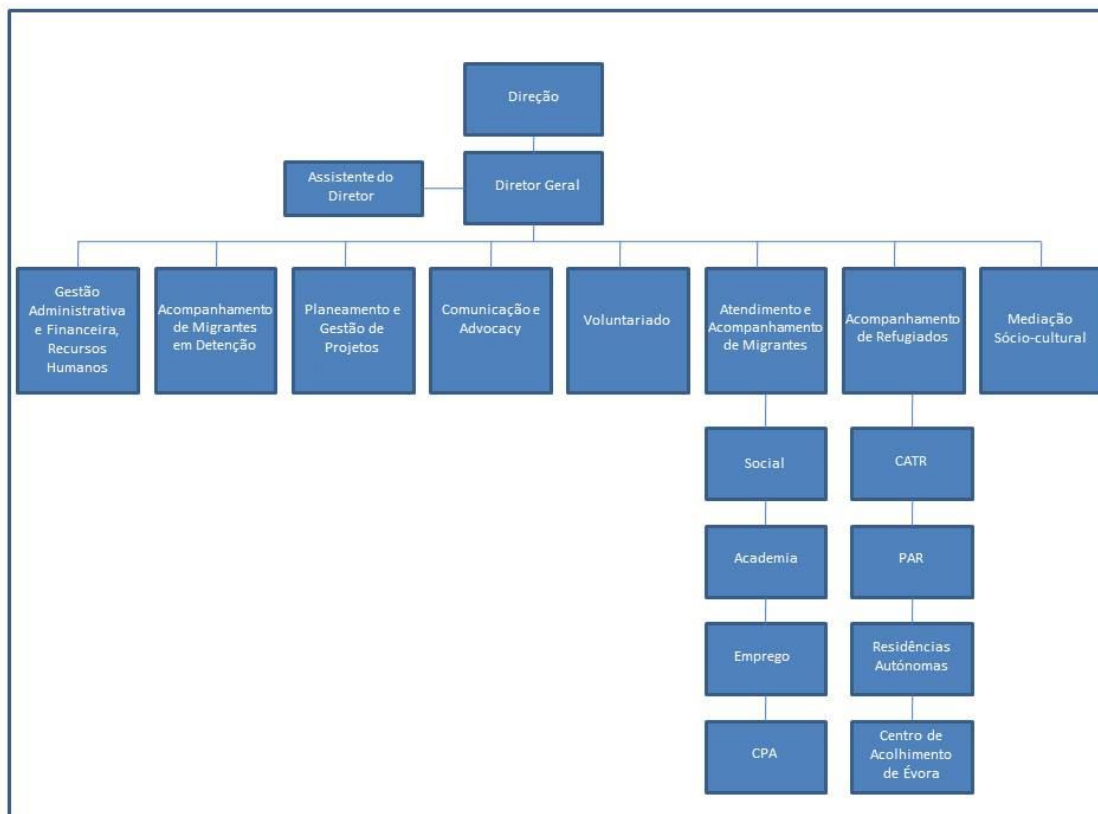 Direção
Assistente do
Diretor
Diretor Geral
Gestão
Administrativa
e Financeira,
Recursos
Humanos
Acompanhamento
de Migrantes
em Detenção
Planeamento e
Gestão de
Projetos
Comunicação e
Advocacy
Voluntariado
Atendimento e
Acompanhamento
de Migrantes
Acompanhamento
de Refugiados
Mediação
Sócio-cultural
Social
CATR
Academia
PAR
Emprego
Residências
Autónomas
CPA
Centro de
Acolhimento
de Évora